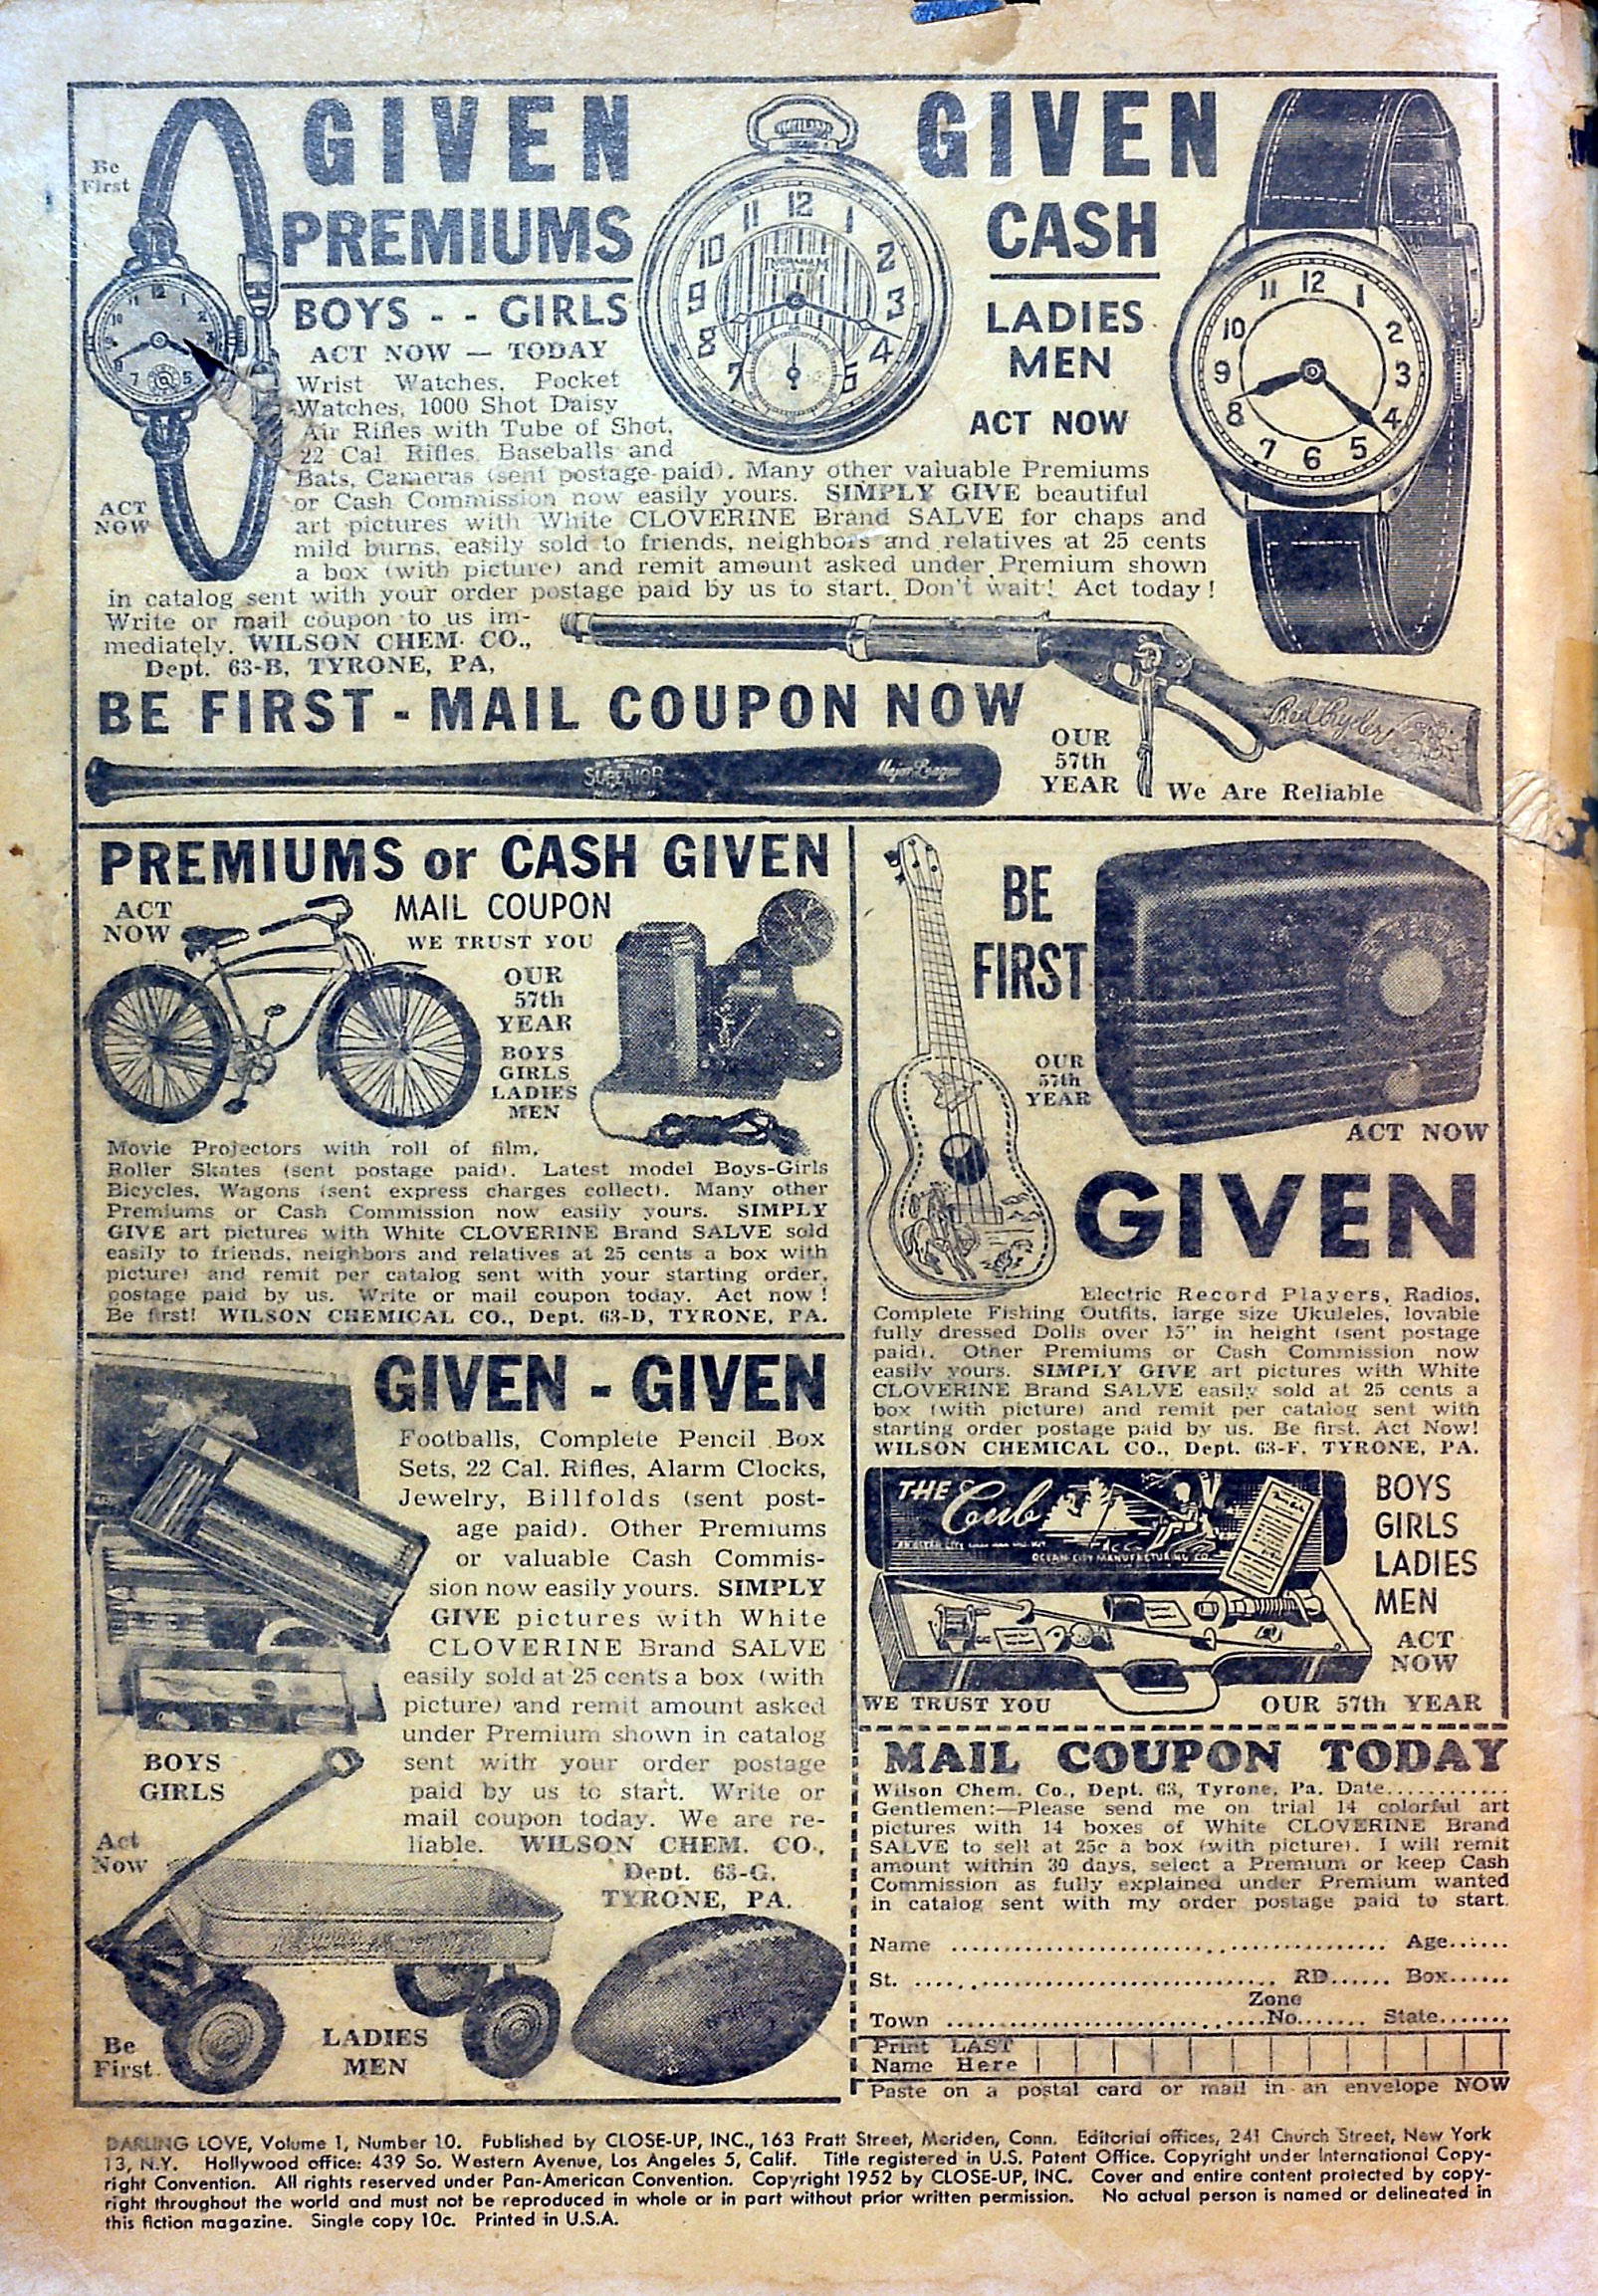 Be
First
GIVEN
PREMIUMS
BOYS - - GIRLS
ACT NOW — TODAY
GIVEN
CASH
LADIES
MEN
ACT NOW
ACT
NOW
Wrist Watches, Pocket
Watches, 1000 Shot Daisy
Air Rifles with Tube of Shot,
22 Cal. Rifles, Baseballs and
Bats, Cameras (sent postage paid). Many other valuable Premiums
or Cash Commission now easily yours. SIMPLY GIVE beautiful
art pictures with White CLOVERINE Brand SALVE for chaps and
mild burns, easily sold to friends, neighbors and relatives at 25 cents
a box (with picture) and remit amount asked under Premium shown
in catalog sent with your order postage paid by us to start. Don't wait! Act today!
Write or mail coupon to us im-
mediately. WILSON CHEM. CO.,
Dept. 63-B, TYRONE, PA,
BE FIRST - MAIL COUPON NOW
SUPERIOR
Major League
OUR
57th
YEAR
Red Ryder
We Are Reliable
PREMIUMS or CASH GIVEN
ACT
NOW
MAIL COUPON
WE TRUST YOU
OUR
57th
YEAR
BOYS
GIRLS
LADIES
MEN
Movie Projectors with roll of film,
Roller Skates (sent postage paid). Latest model Boys-Girls
Bicycles, Wagons (sent express charges collect). Many other
Premiums or Cash Commission now easily yours. SIMPLY
GIVE art pictures with White CLOVERINE Brand SALVE sold
easily to friends, neighbors and relatives at 25 cents a box with
picture) and remit per catalog sent with your starting order,
postage paid by us. Write or mail coupon today. Act now!
Be first! WILSON CHEMICAL CO., Dept. 63-D, TYRONE, PA.
BE
FIRST
OUR
57th
YEAR
ACT NOW
GIVEN
Electric Record Players, Radios,
Complete Fishing Outfits, large size Ukuleles, lovable
fully dressed Dolls over 15" in height (sent postage
paid). Other Premiums or Cash Commission now
easily yours. SIMPLY GIVE art pictures with White
CLOVERINE Brand SALVE easily sold at 25 cents a
box (with picture) and remit per catalog sent with
starting order postage paid by us. Be first. Act Now!
WILSON CHEMICAL CO., Dept. 63-F, TYRONE, PA.
THE Cub
OCEAN CITY MANUFACTURING CO.
BOYS
GIRLS
LADIES
MEN
ACT
NOW
WE TRUST YOU OUR 57th YEAR
GIVEN - GIVEN
Footballs, Complete Pencil Box
Sets, 22 Cal. Rifles, Alarm Clocks,
Jewelry, Billfolds (sent post-
age paid). Other Premiums
or valuable Cash Commis-
sion now easily yours. SIMPLY
GIVE pictures with White
CLOVERINE Brand SALVE
easily sold at 25 cents a box (with
picture) and remit amount asked
under Premium shown in catalog
sent with your order postage
paid by us to start. Write or
mail coupon today. We are re-
liable. WILSON CHEM. CO.,
Dept. 63-G,
TYRONE, PA.
BOYS
GIRLS
Act
Now
Be
First
LADIES
MEN
MAIL COUPON TODAY
Wilson Chem. Co., Dept. 63, Tyrone, Pa. Date.............
Gentlemen:—Please send me on trial 14 colorful art
pictures with 14 boxes of White CLOVERINE Brand
SALVE to sell at 25c a box (with picture). I will remit
amount within 30 days, select a Premium or keep Cash
Commission as fully explained under Premium wanted
in catalog sent with my order postage paid to start.
Name ............................................. Age.......
St. ..................................... RD...... Box.......
Zone
Town .................................No....... State.......
Print LAST
Name Here
Paste on a postal card or mail in an envelope NOW
DARLING LOVE, Volume 1, Number 10. Published by CLOSE-UP, INC., 163 Pratt Street, Meriden, Conn. Editorial offices, 241 Church Street, New York
13, N.Y. Hollywood office: 439 So. Western Avenue, Los Angeles 5, Calif. Title registered in U.S. Patent Office. Copyright under International Copy-
right Convention. All rights reserved under Pan-American Convention. Copyright 1952 by CLOSE-UP, INC. Cover and entire content protected by copy-
right throughout the world and must not be reproduced in whole or in part without prior written permission. No actual person is named or delineated in
this fiction magazine. Single copy 10c. Printed in U.S.A.